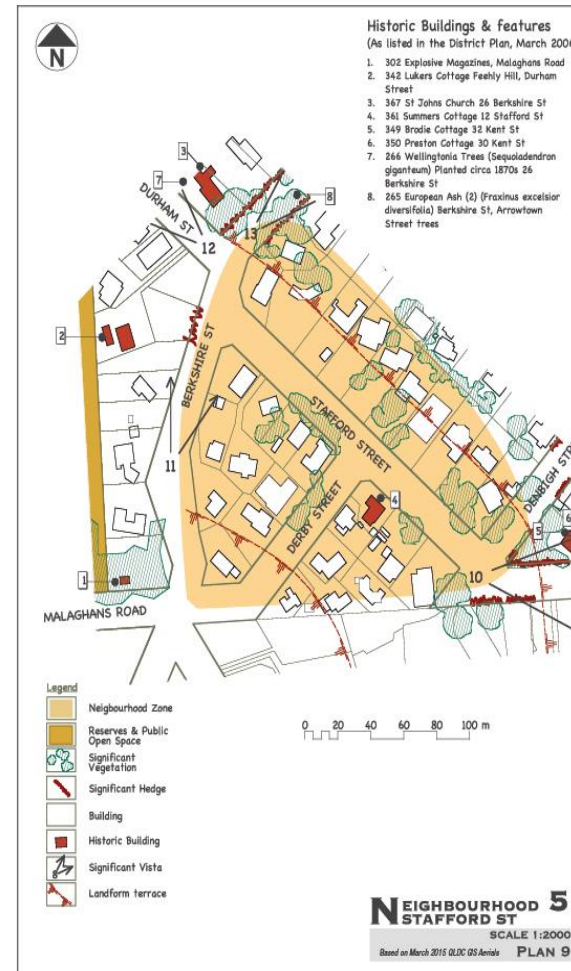 Historic Buildings & features
(As listed in the District Plan, March 2006
1. 302 Explosive Magazines, Malaghans Road
2. 342 Lukers Cottage Feehly Hill, Durham
Street
3. 367 St Johns Church 26 Berkshire St
4. 361 Summers Cottage 12 Stafford St
5. 349 Brodie Cottage 32 Kent St
6. 350 Preston Cottage 30 Kent St
7. 266 Wellingtonia Trees (Sequoiadendron
giganteum) Planted circa 1870s 26
Berkshire St
8. 265 European Ash (2) (Fraxinus excelsior
diversifolia) Berkshire St, Arrowtown
Street trees
N
3
7
8
DURHAM ST
12
13
2
BERKSHIRE ST
STAFFORD STREET
11
DERBY STREET
4
DENBIGH STR
5
6
10
1
MALAGHANS ROAD
Legend
Neigbourhood Zone
Reserves & Public
Open Space
Significant
Vegetation
Significant Hedge
Building
Historic Building
8
Significant Vista
Landform terrace
0 20 40 60 80 100 m
NEIGHBOURHOOD 5
STAFFORD ST
SCALE 1:2000
Based on March 2015 QLDC GIS Aerials PLAN 9